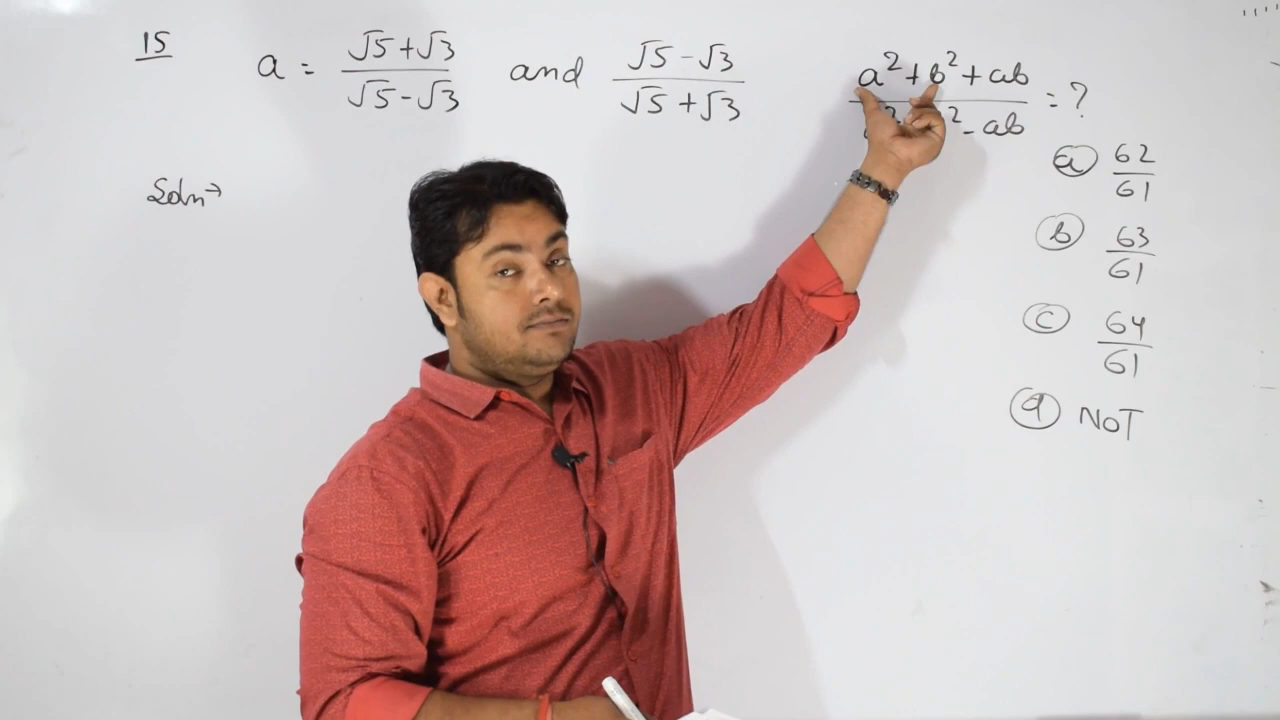 15
a = √5+√3 / √5-√3 and √5-√3 / √5+√3
a²+b²+ab / ² - ab = ?
a 62/61
b 63/61
c 64/61
d NOT
Soln→